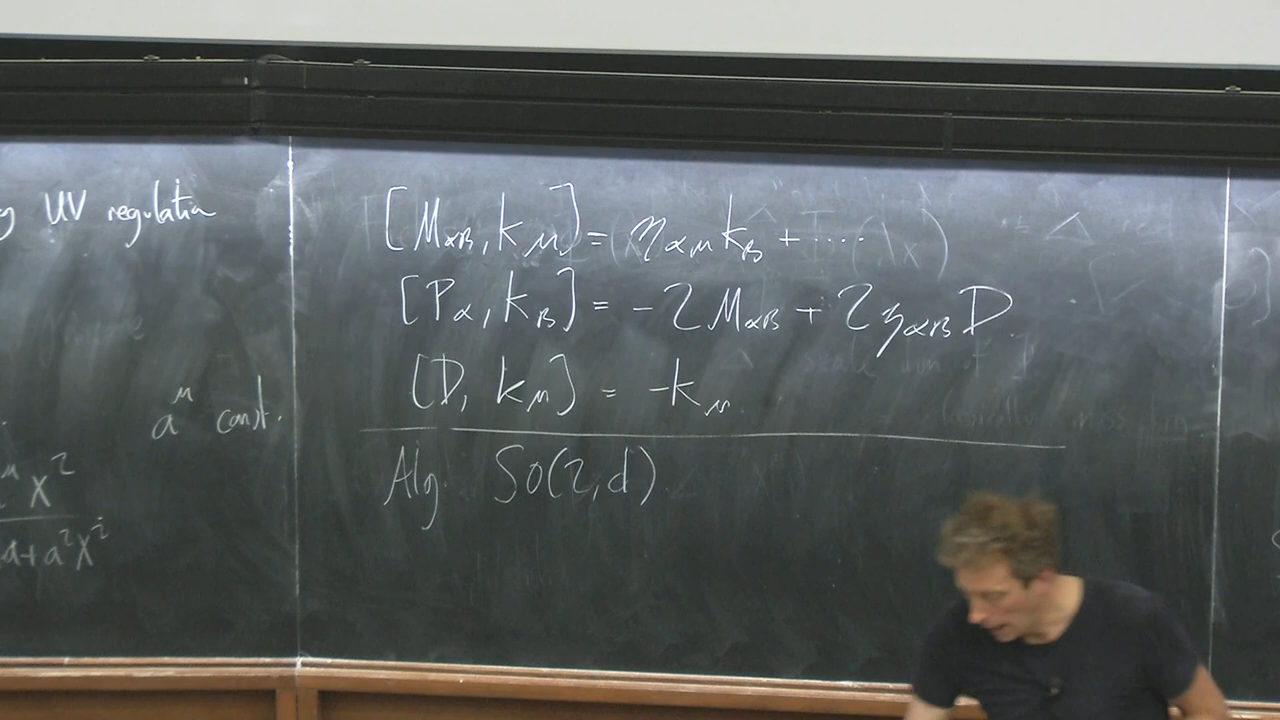 UV regulation
a^μ const.
x^2
+ a^2x^2
[M_{αβ}, K_μ] = η_{αμ} K_β + ....
[P_α, K_β] = -2 M_{αβ} + 2 η_{αβ} D
[D, K_μ] = -K_μ
Alg. SO(2,d)